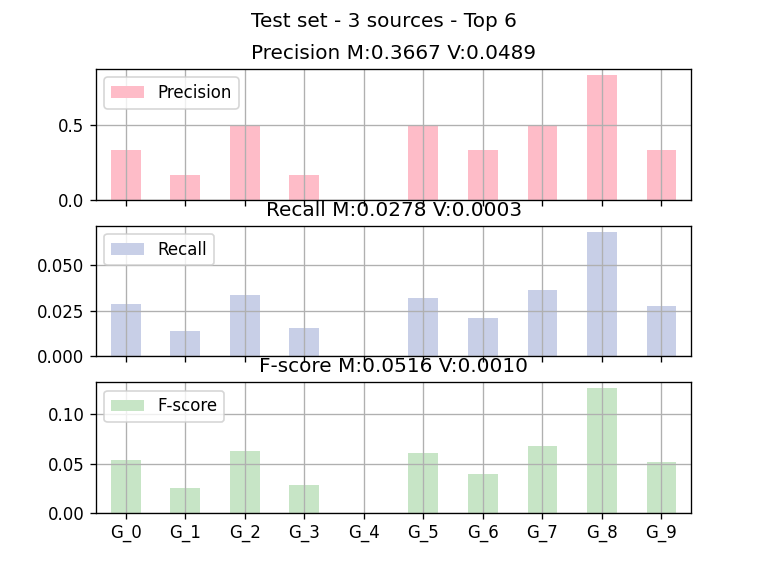 Test set - 3 sources - Top 6
Precision M:0.3667 V:0.0489
Precision
0.5
0.0
Recall M:0.0278 V:0.0003
Recall
0.050
0.025
0.000
F-score M:0.0516 V:0.0010
F-score
0.10
0.05
0.00
G_0 G_1 G_2 G_3 G_4 G_5 G_6 G_7 G_8 G_9